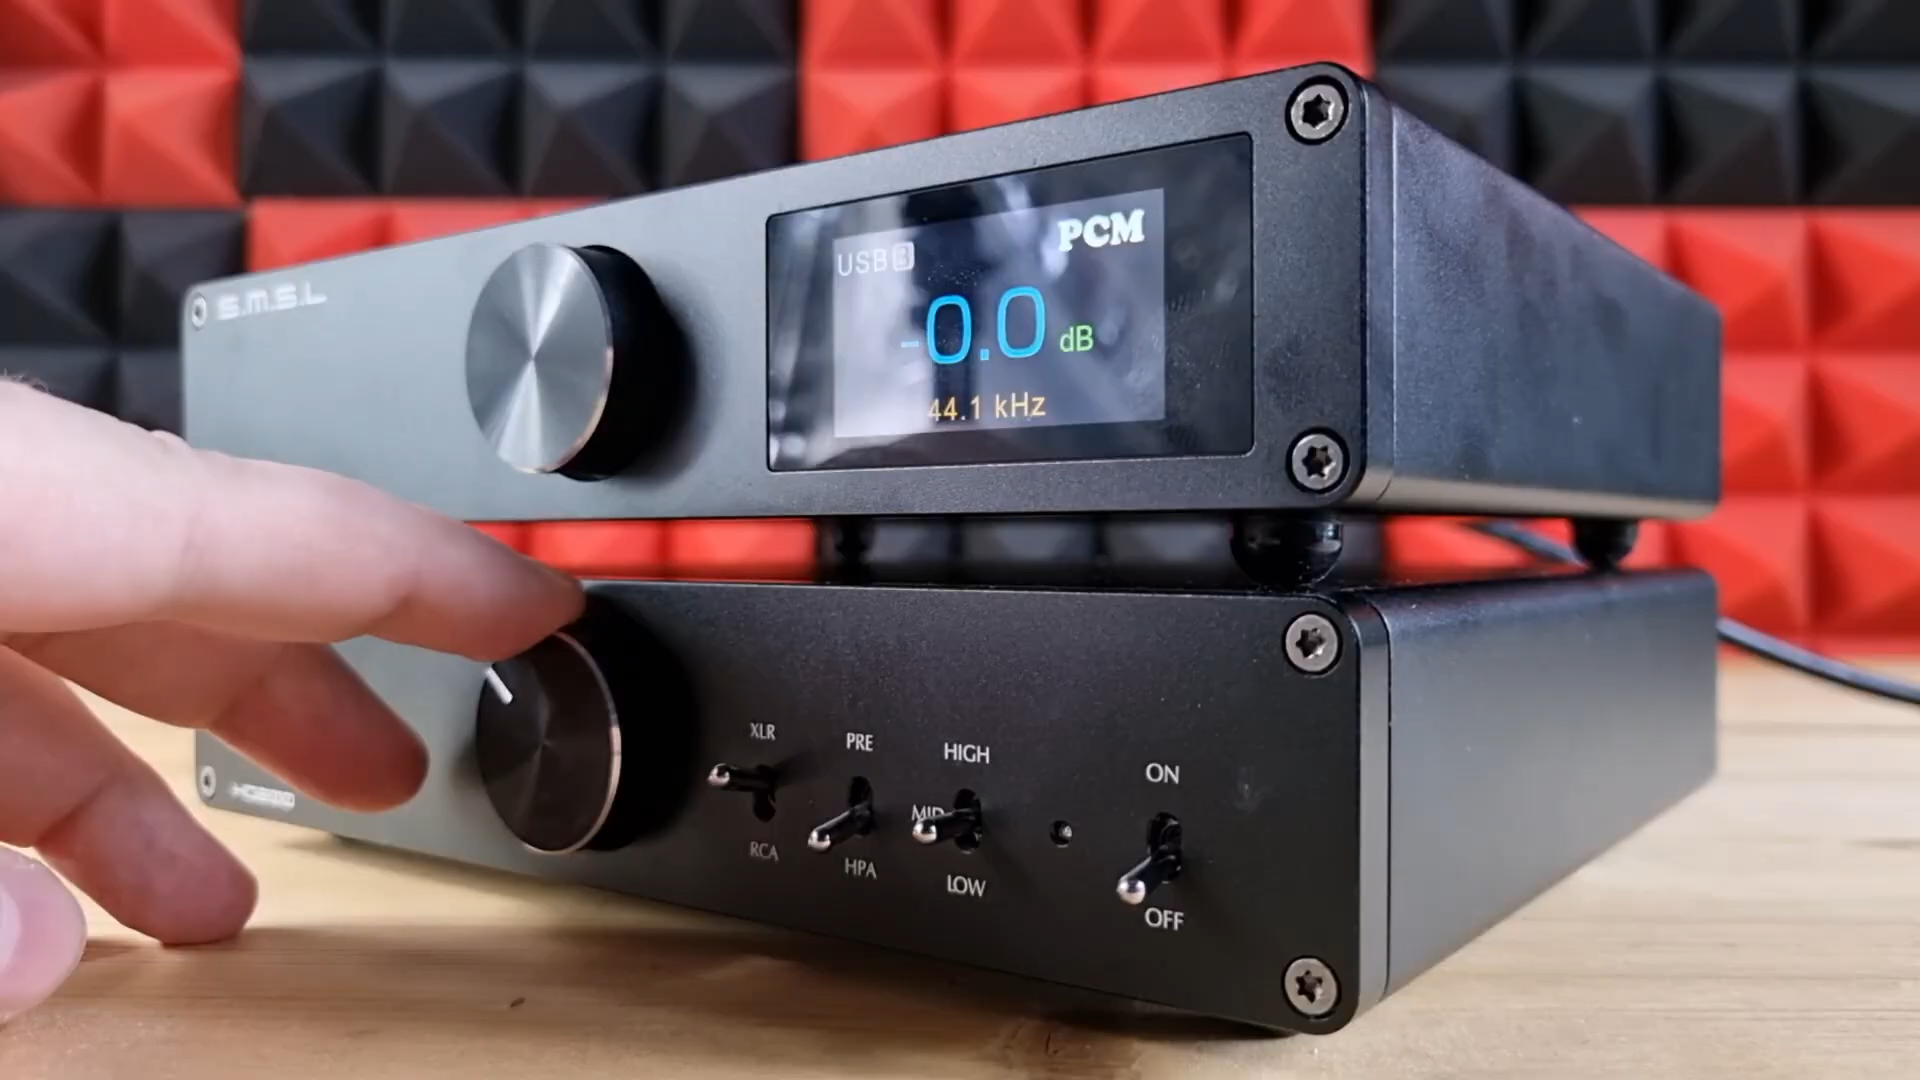 S.M.S.L
PCM
USB
-0.0 dB
44.1 kHz
XLR
PRE
HIGH
ON
MID
RCA
HPA
LOW
OFF